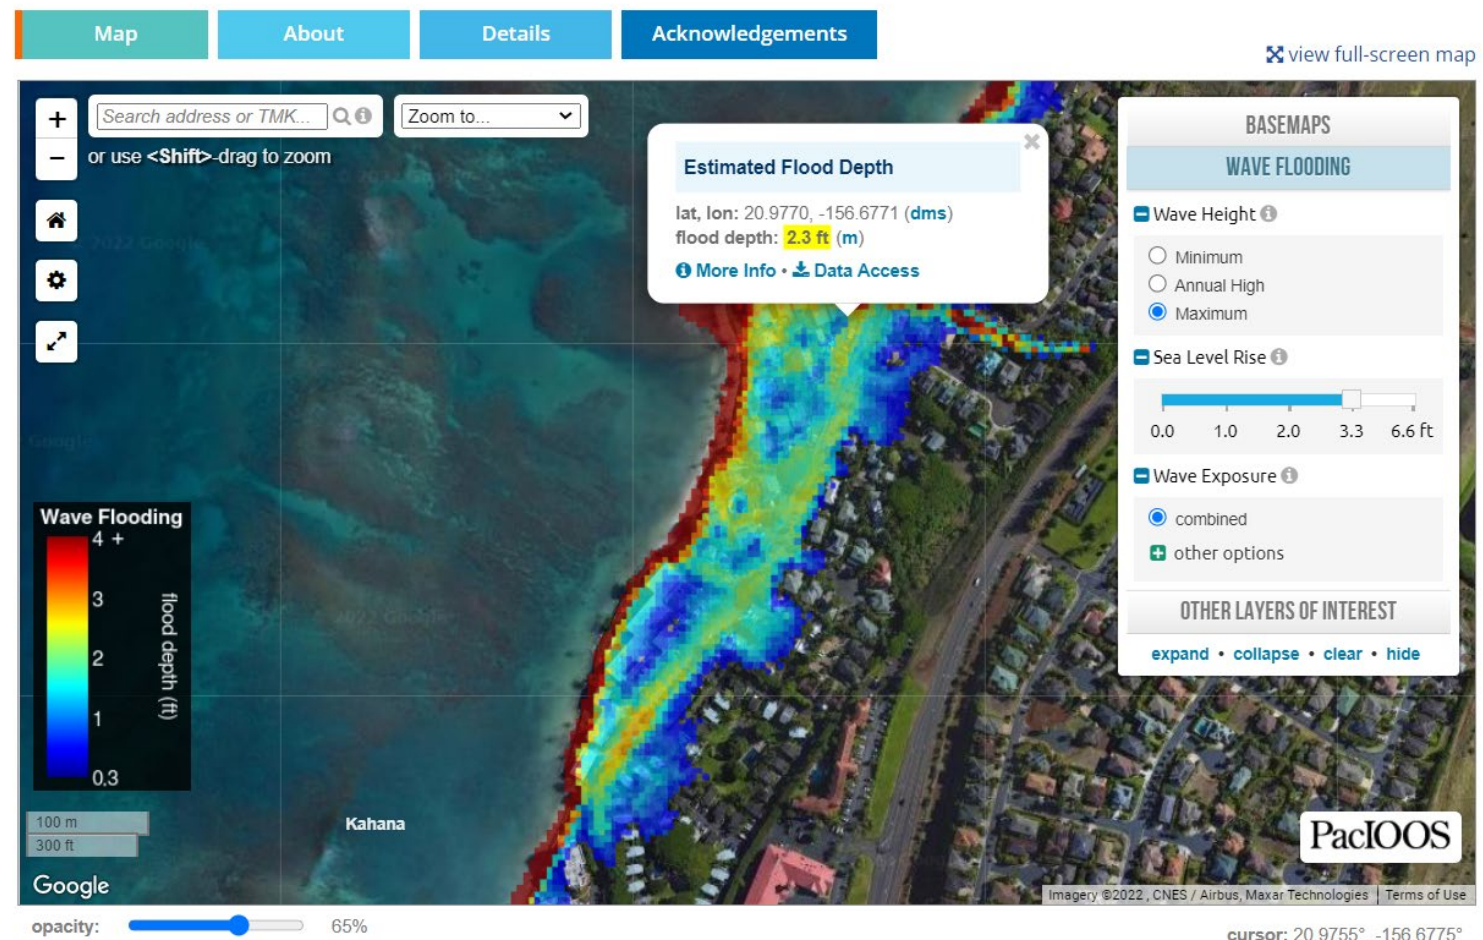 Map
About
Details
Acknowledgements
view full-screen map
+
Search address or TMK...
Zoom to...
−
or use <Shift>-drag to zoom
Estimated Flood Depth
lat, lon: 20.9770, -156.6771 (dms)
flood depth: 2.3 ft (m)
More Info • Data Access
BASEMAPS
WAVE FLOODING
Wave Height
Minimum
Annual High
Maximum
Sea Level Rise
0.0 1.0 2.0 3.3 6.6 ft
Wave Exposure
combined
other options
OTHER LAYERS OF INTEREST
expand • collapse • clear • hide
2022 Google
Google
Wave Flooding
4 +
3
2
1
0.3
flood depth (ft)
100 m
300 ft
Kahana
Google
PacIOOS
Imagery ©2022 , CNES / Airbus, Maxar Technologies
Terms of Use
opacity:
65%
cursor: 20.9755° -156.6775°